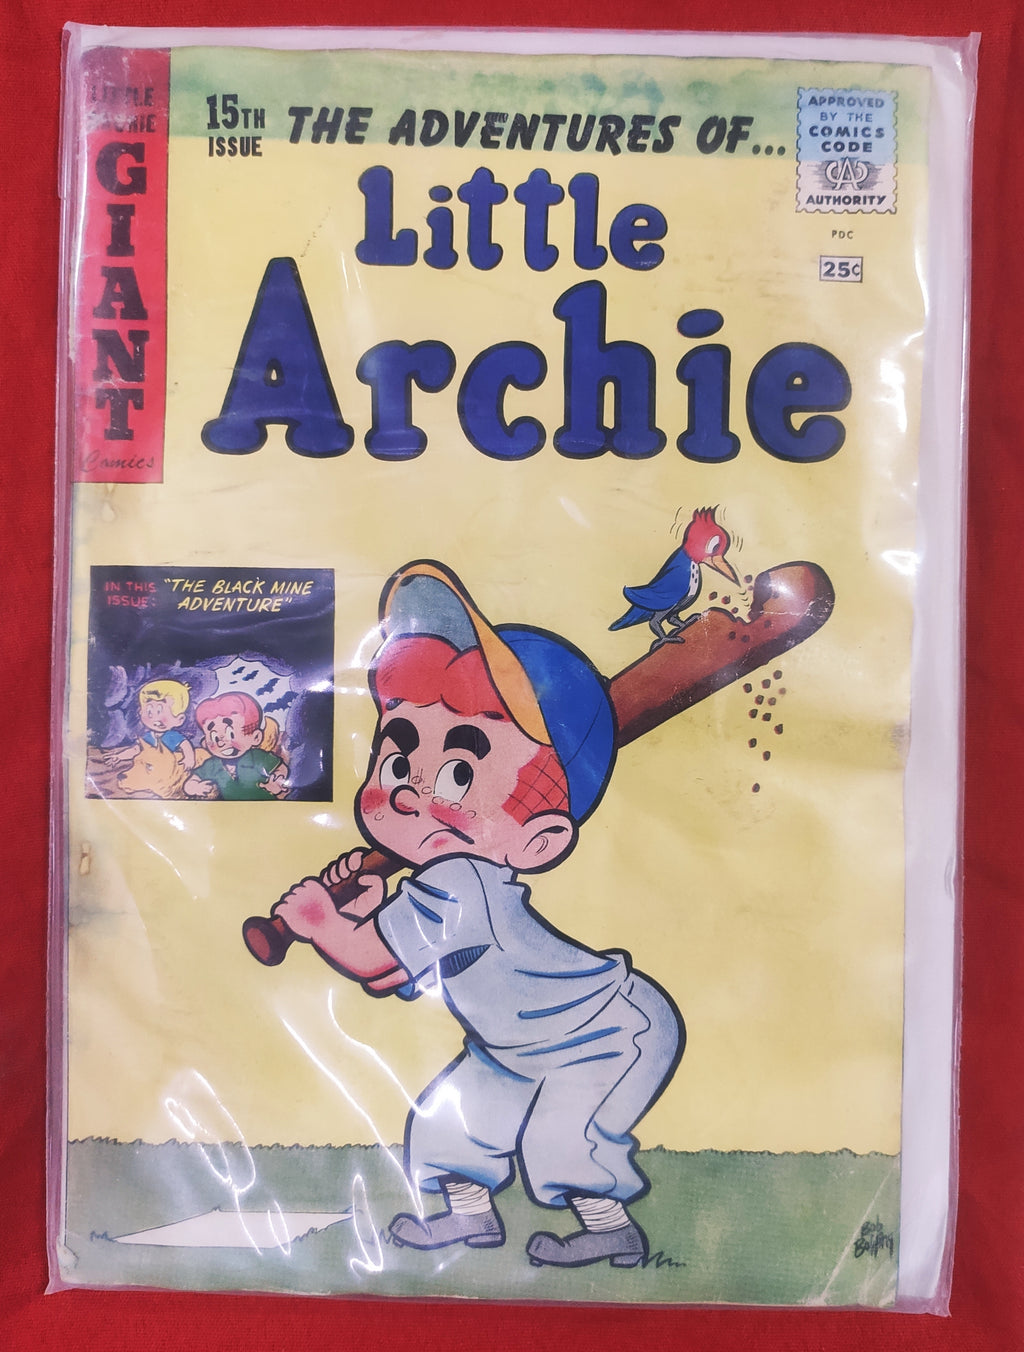 LITTLE
ARCHIE
GIANT
Comics
15TH
ISSUE
THE ADVENTURES OF...
Little
Archie
APPROVED
BY THE
COMICS
CODE
CA
AUTHORITY
PDC
25¢
IN THIS
ISSUE:
"THE BLACK MINE
ADVENTURE"
Bob
Bolling